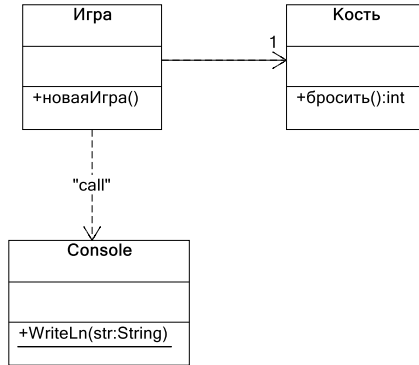 Игра
Кость
1
+новаяИгра()
+бросить():int
"call"
Console
+WriteLn(str:String)